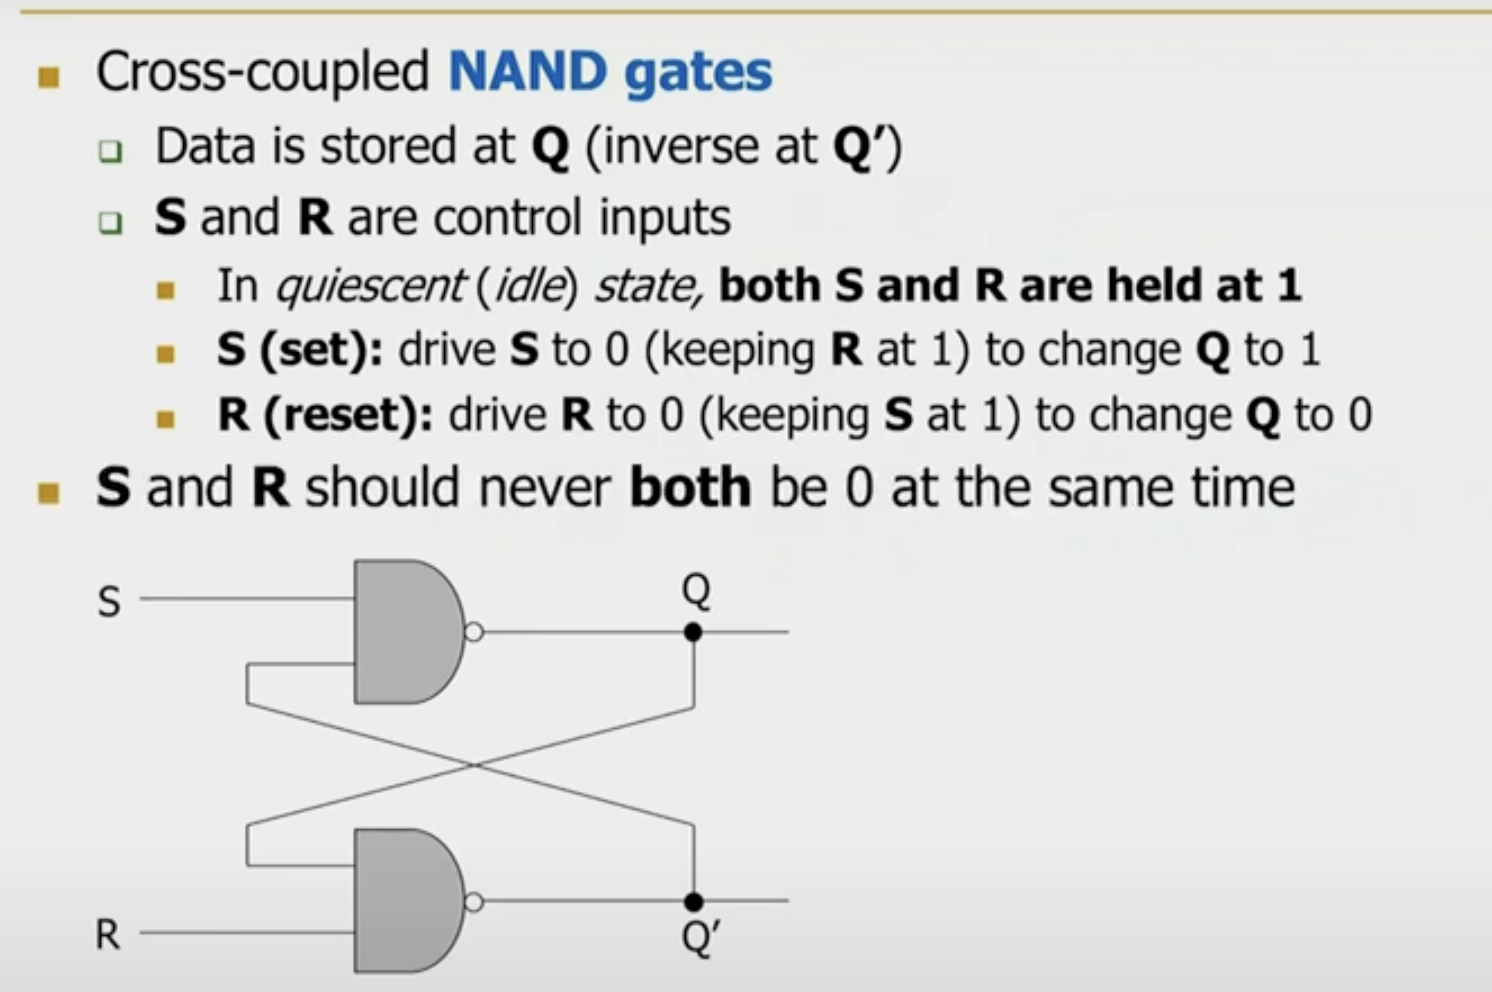 Cross-coupled NAND gates
Data is stored at Q (inverse at Q′)
S and R are control inputs
In quiescent (idle) state, both S and R are held at 1
S (set): drive S to 0 (keeping R at 1) to change Q to 1
R (reset): drive R to 0 (keeping S at 1) to change Q to 0
S and R should never both be 0 at the same time
S
Q
R
Q′